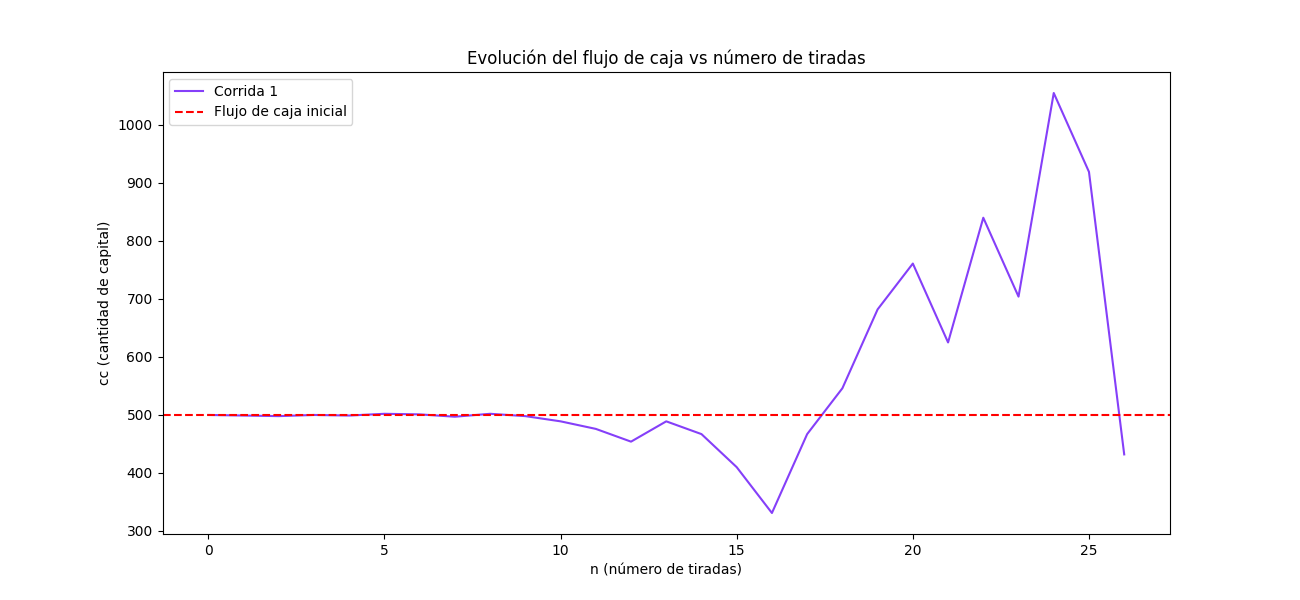 Evolución del flujo de caja vs número de tiradas
Corrida 1
Flujo de caja inicial
cc (cantidad de capital)
1000
900
800
700
600
500
400
300
0 5 10 15 20 25
n (número de tiradas)